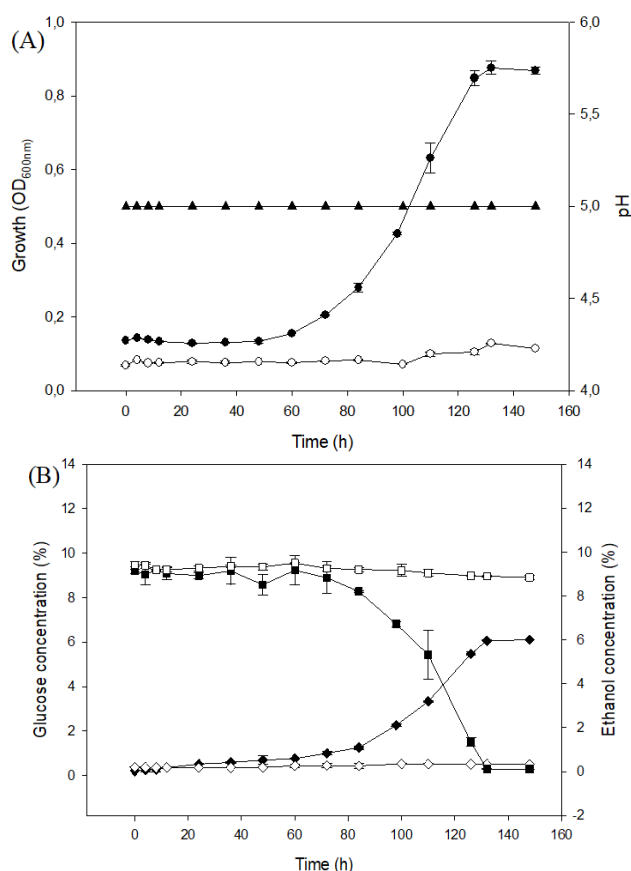 (A)
1,0
0,8
0,6
0,4
0,2
0,0
Growth (OD600nm)
6,0
5,5
5,0
4,5
4,0
pH
0 20 40 60 80 100 120 140 160
Time (h)
(B)
14
12
10
8
6
4
2
0
Glucose concentration (%)
14
12
10
8
6
4
2
0
-2
Ethanol concentration (%)
0 20 40 60 80 100 120 140 160
Time (h)